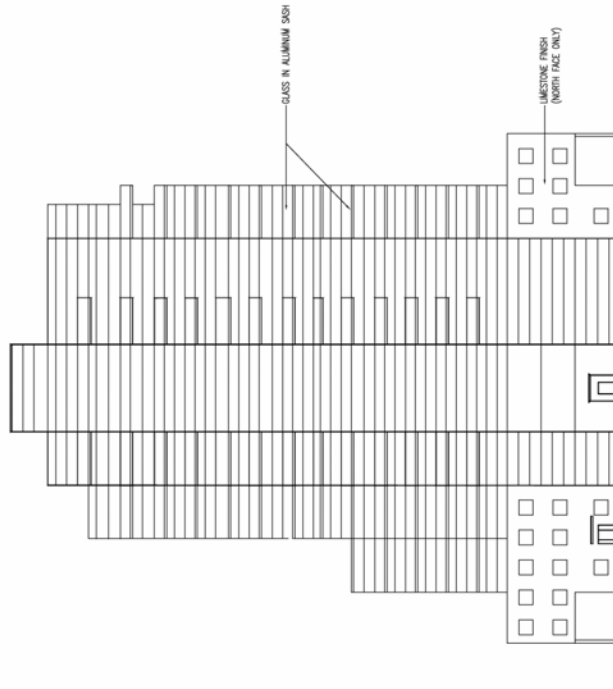 GLASS IN ALUMINUM SASH
LIMESTONE FINISH
(NORTH FACE ONLY)